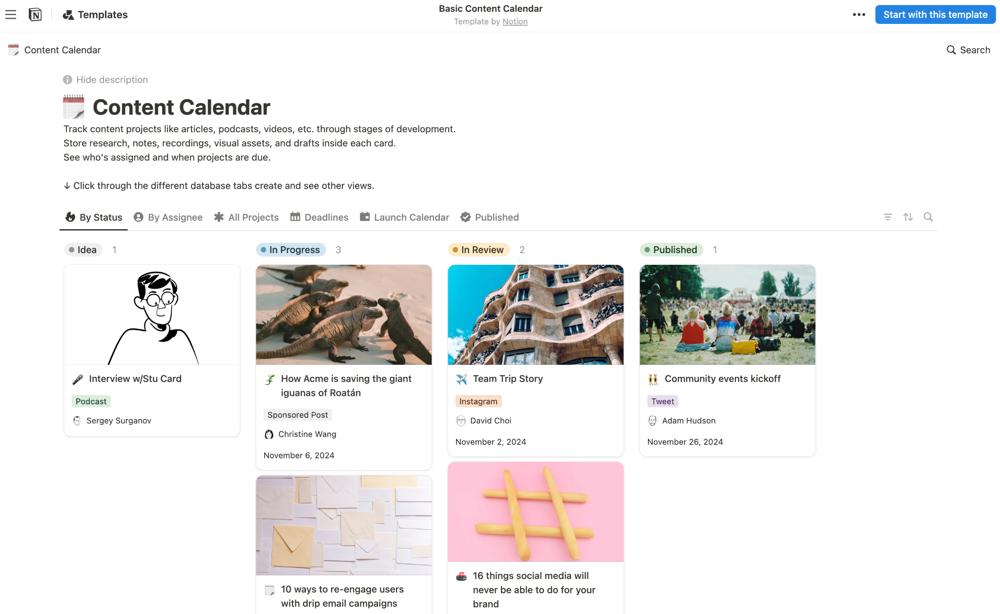 Templates
Basic Content Calendar
Template by Notion
Start with this template
Content Calendar
Search
Hide description
Content Calendar
Track content projects like articles, podcasts, videos, etc. through stages of development.
Store research, notes, recordings, visual assets, and drafts inside each card.
See who's assigned and when projects are due.
↓ Click through the different database tabs create and see other views.
By Status
By Assignee
All Projects
Deadlines
Launch Calendar
Published
Idea 1
Interview w/Stu Card
Podcast
Sergey Surganov
In Progress 3
How Acme is saving the giant
iguanas of Roatán
Sponsored Post
Christine Wang
November 6, 2024
10 ways to re-engage users
with drip email campaigns
In Review 2
Team Trip Story
Instagram
David Choi
November 2, 2024
16 things social media will
never be able to do for your
brand
Published 1
Community events kickoff
Tweet
Adam Hudson
November 26, 2024